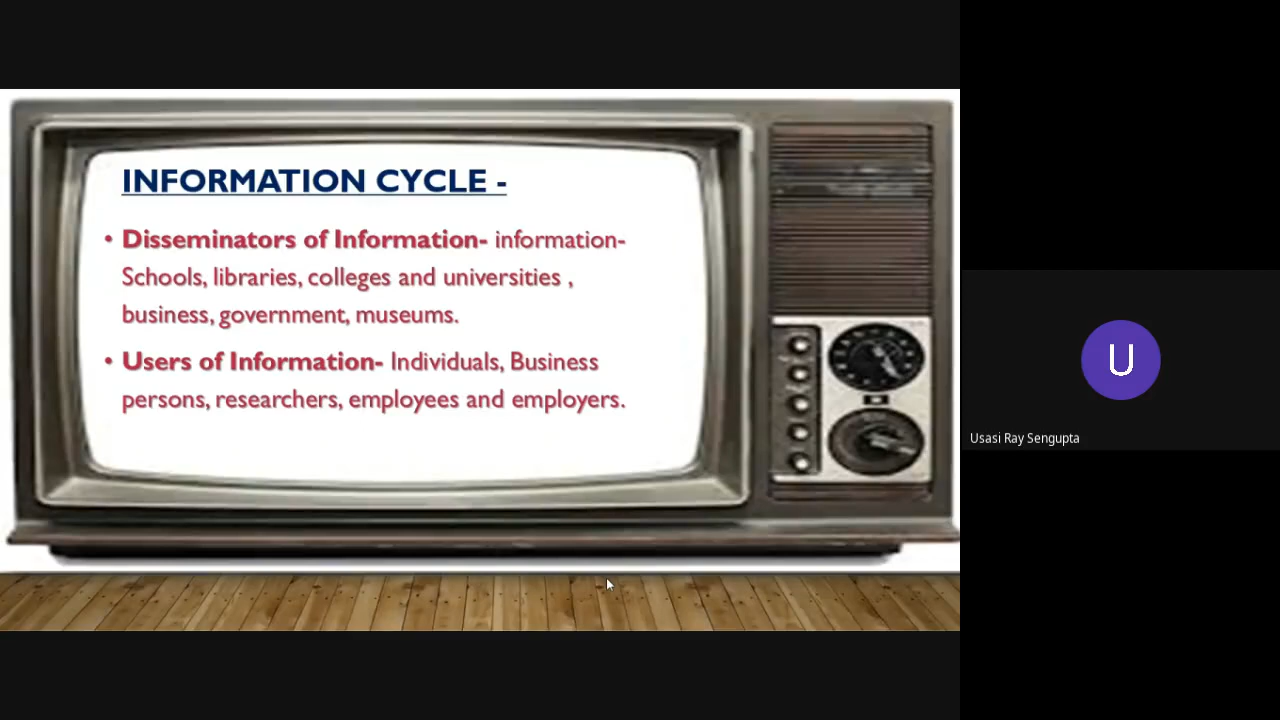 INFORMATION CYCLE -
• Disseminators of Information- information-
Schools, libraries, colleges and universities ,
business, government, museums.
• Users of Information- Individuals, Business
persons, researchers, employees and employers.
U
Usasi Ray Sengupta